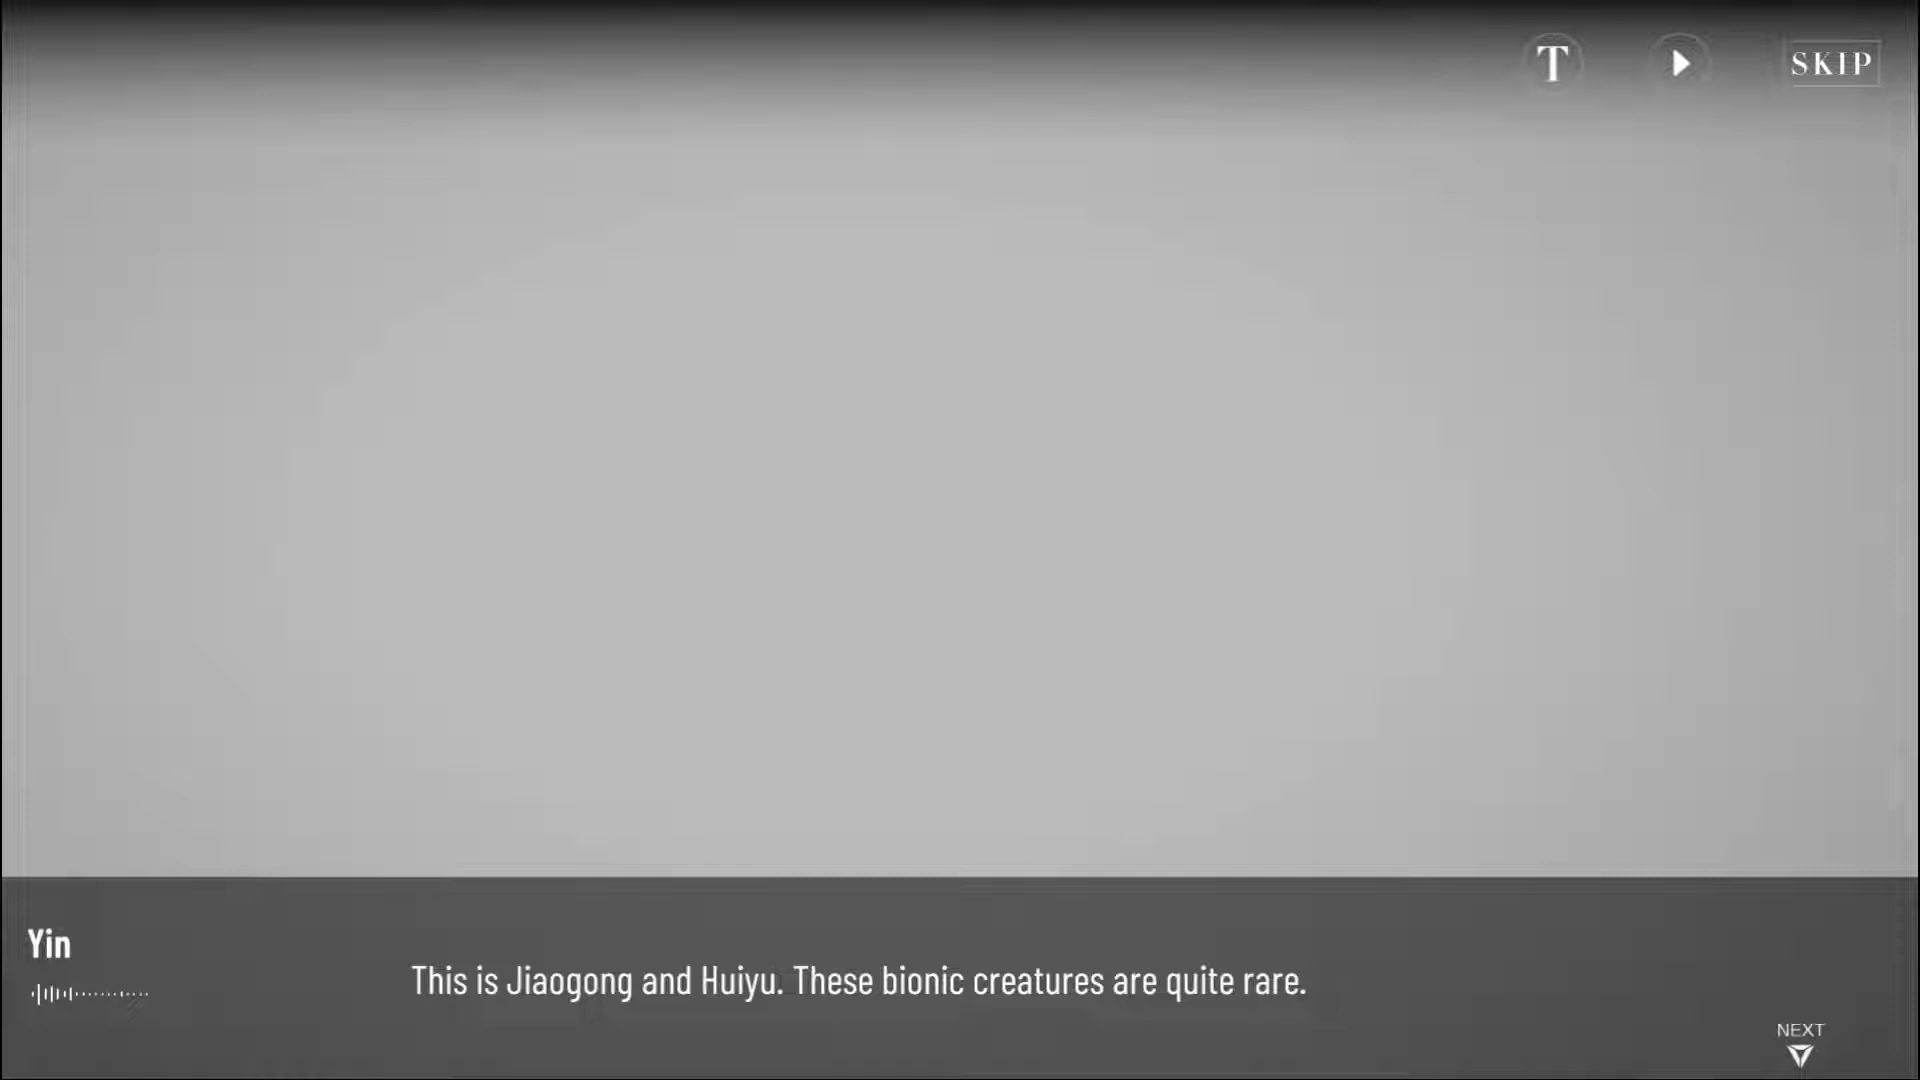 T
SKIP
Yin
This is Jiaogong and Huiyu. These bionic creatures are quite rare.
NEXT